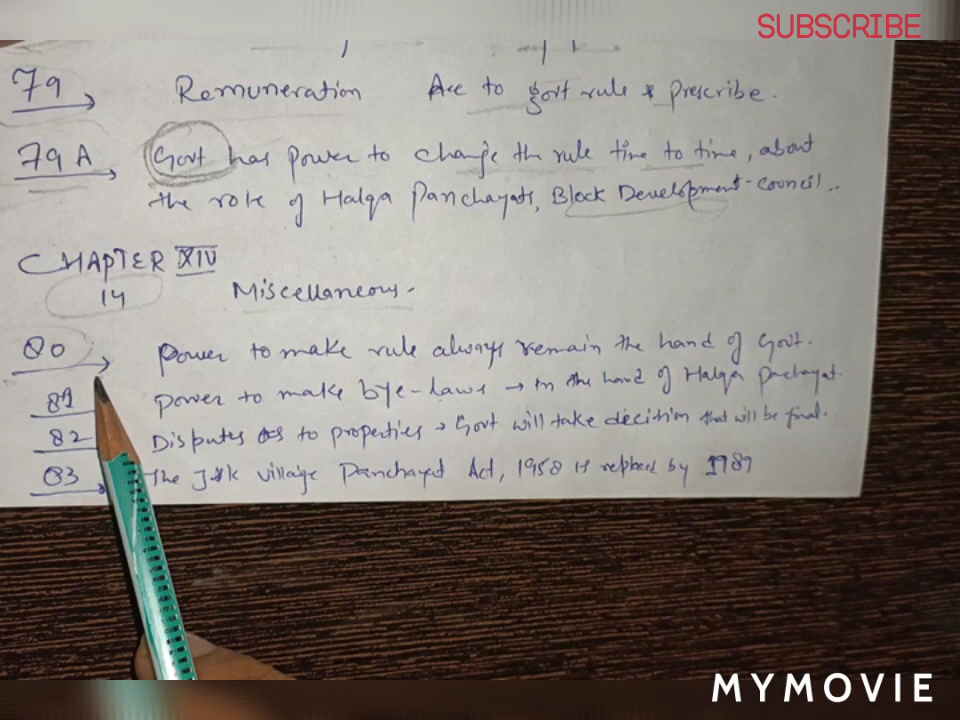 SUBSCRIBE
79 → Remuneration Acc to govt rule & prescribe.
79 A → Govt has power to change the rule time to time, about
the role of Halqa Panchayats, Block Development council..
CHAPTER XIV
14 Miscellaneous.
80 → Power to make rule always remain the hand of Govt.
81 power to make bye-laws → In the hand of Halqa pachayat.
82 Disputes as to properties → Govt will take decision that will be final..
83 → The J&k village Panchayat Act, 1958 is replaced by 1989
MYMOVIE